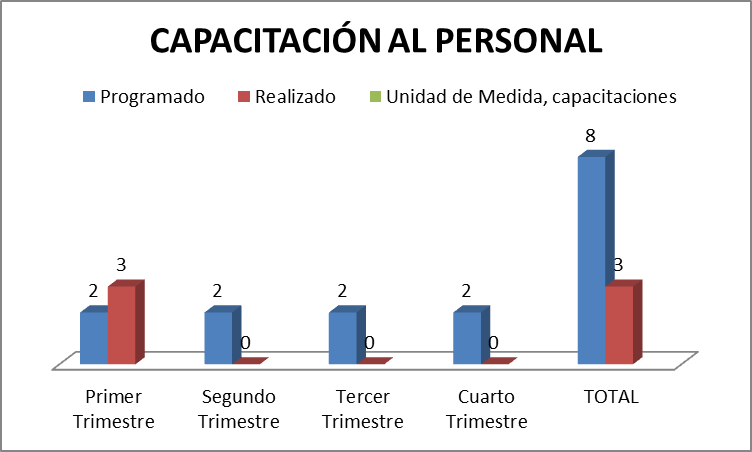 CAPACITACIÓN AL PERSONAL
Programado Realizado Unidad de Medida, capacitaciones
8
3
3
2 2 2 2
0 0 0
Primer Segundo Tercer Cuarto TOTAL
Trimestre Trimestre Trimestre Trimestre